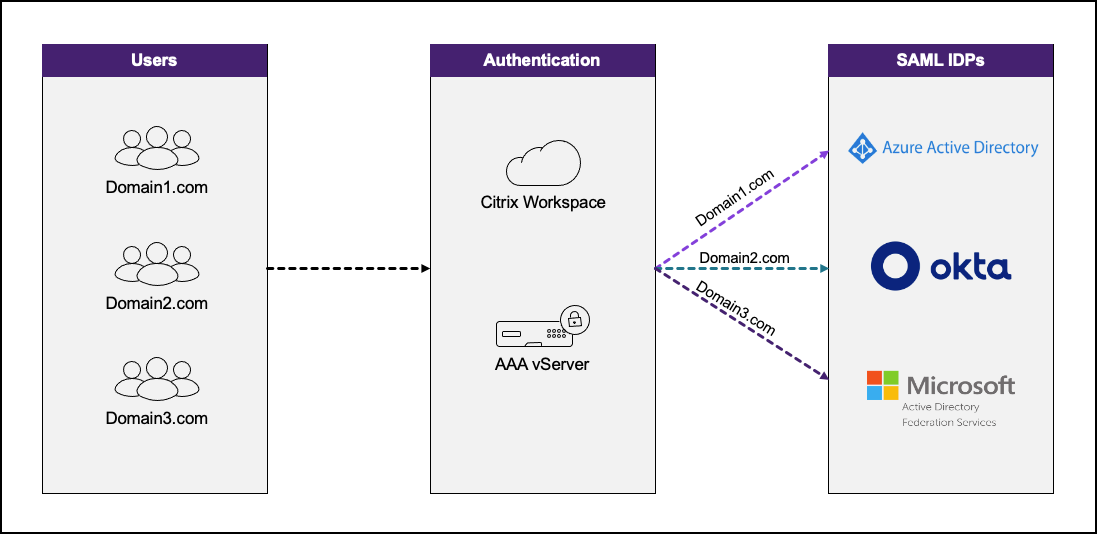 Users
Domain1.com
Domain2.com
Domain3.com
Authentication
Citrix Workspace
AAA vServer
Domain1.com
Domain2.com
Domain3.com
SAML IDPs
Azure Active Directory
okta
Microsoft
Active Directory
Federation Services